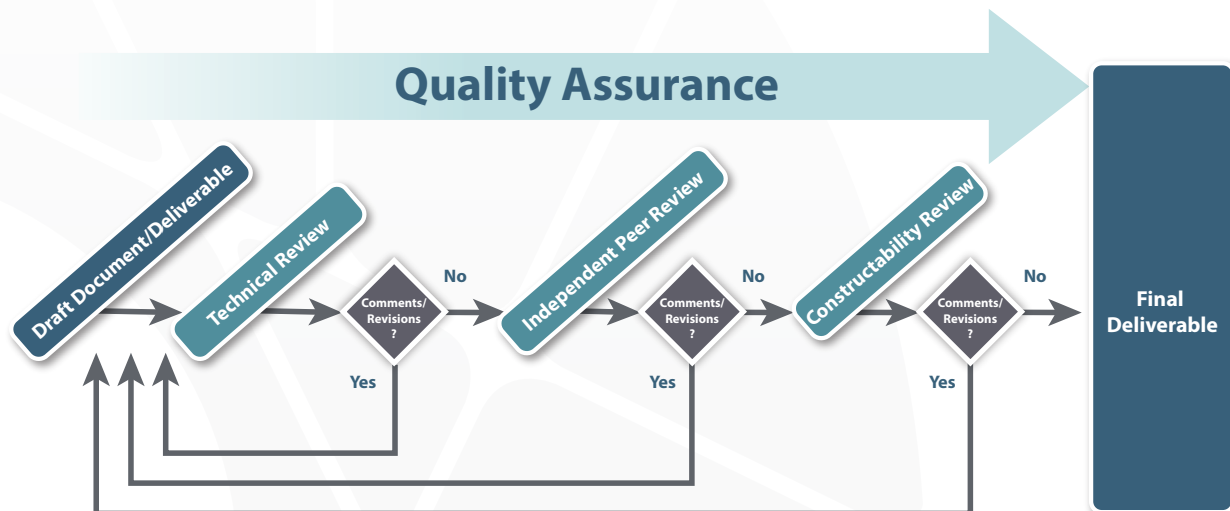 Quality Assurance
Draft Document/Deliverable
Technical Review
Comments/
Revisions
?
No
Yes
Independent Peer Review
Comments/
Revisions
?
No
Yes
Constructability Review
Comments/
Revisions
?
No
Yes
Final
Deliverable